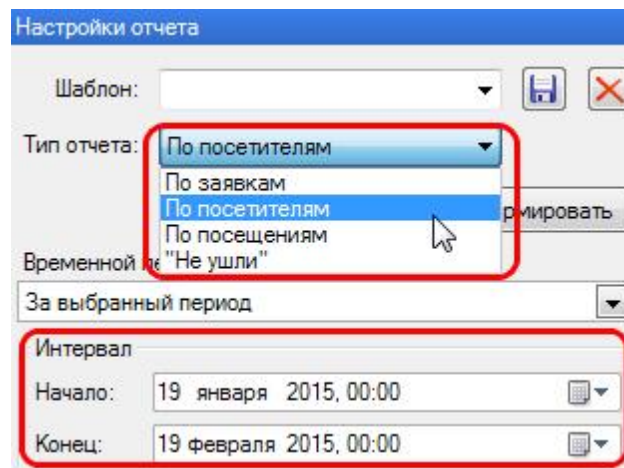 Настройки отчета
Шаблон:
Тип отчета: По посетителям
По заявкам
По посетителям
По посещениям
"Не ушли"
Временной
За выбранный период
Интервал
Начало: 19 января 2015, 00:00
Конец: 19 февраля 2015, 00:00